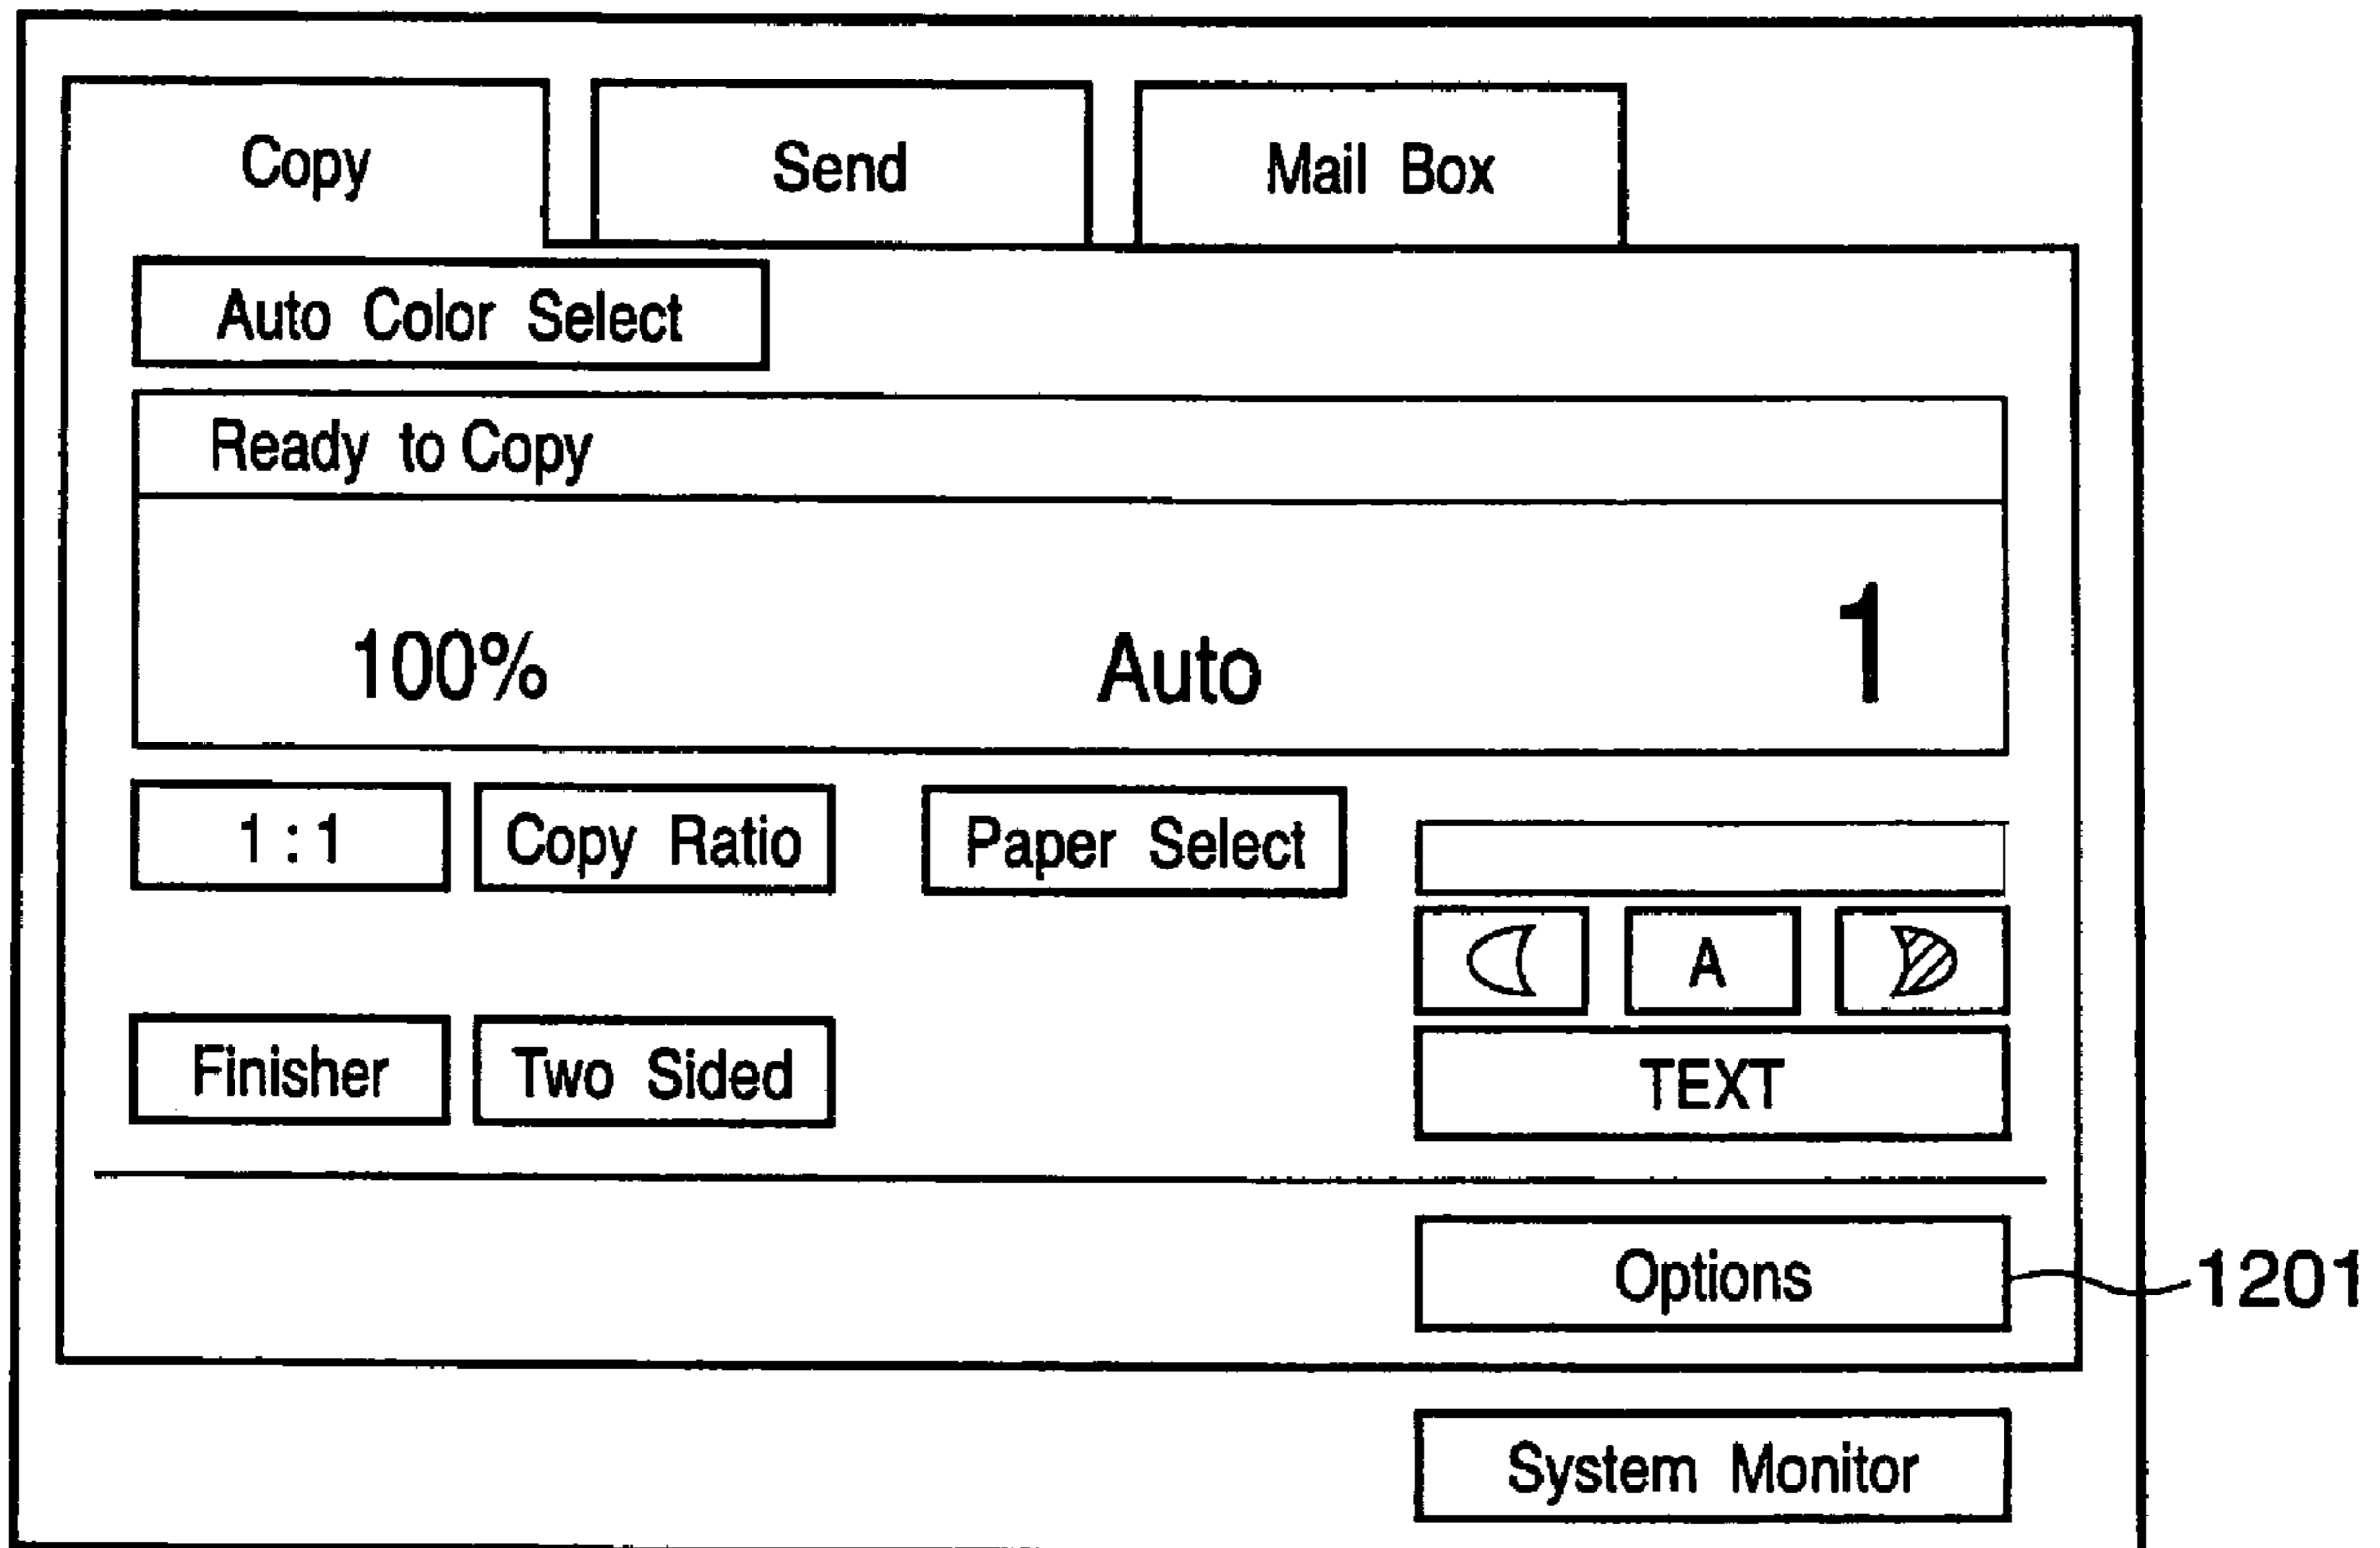 Copy
Send
Mail Box
Auto Color Select
Ready to Copy
100%
Auto
1
1:1
Copy Ratio
Paper Select
A
Finisher
Two Sided
TEXT
Options
1201
System Monitor